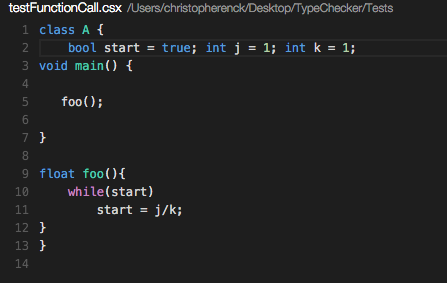 testFunctionCall.csx /Users/christopherenck/Desktop/TypeChecker/Tests
1 class A {
2 bool start = true; int j = 1; int k = 1;
3 void main() {
4
5 foo();
6
7 }
8
9 float foo(){
10 while(start)
11 start = j/k;
12 }
13 }
14